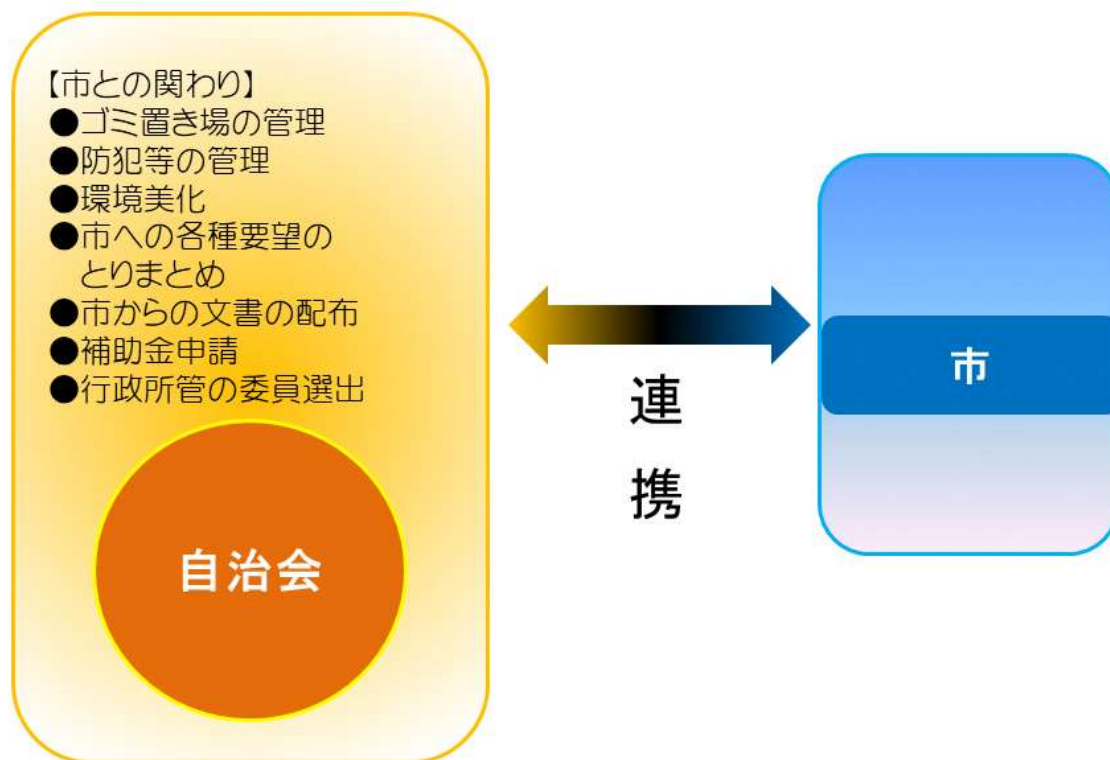 【市との関わり】
●ゴミ置き場の管理
●防犯等の管理
●環境美化
●市への各種要望の
とりまとめ
●市からの文書の配布
●補助金申請
●行政所管の委員選出
自治会
連
携
市